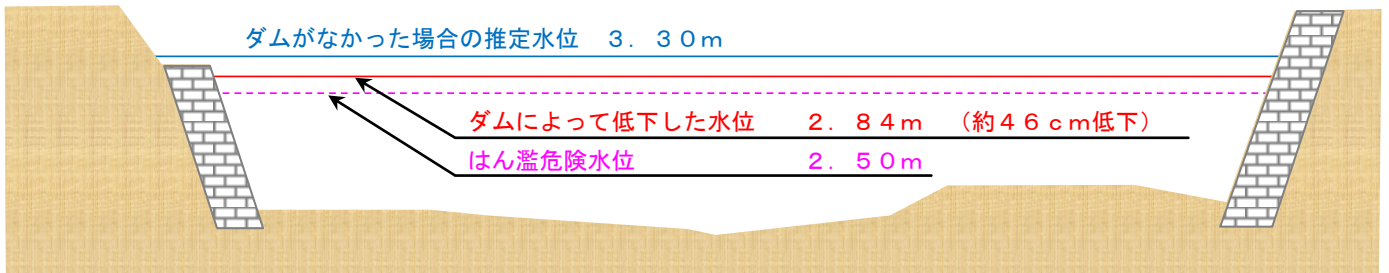 ダムがなかった場合の推定水位　３．３０ｍ
ダムによって低下した水位　　２．８４ｍ　（約４６ｃｍ低下）
はん濫危険水位　　　　　　　２．５０ｍ